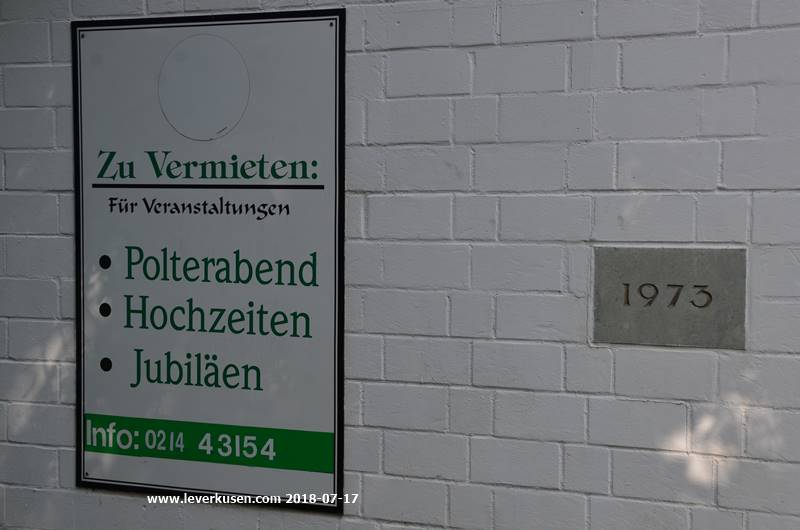 Zu Vermieten:
Für Veranstaltungen
• Polterabend
• Hochzeiten
• Jubiläen
Info: 0214 43154
1973
www.leverkusen.com 2018-07-17